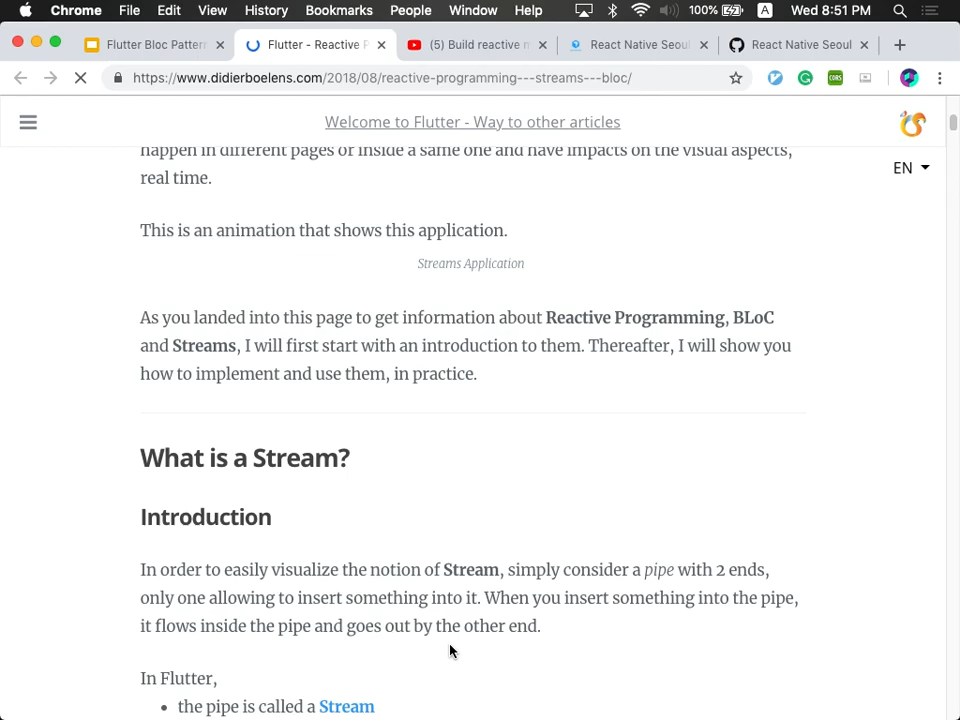 Chrome File Edit View History Bookmarks People Window Help 100% A Wed 8:51 PM
Flutter Bloc Pattern Flutter - Reactive P (5) Build reactive m React Native Seoul React Native Seoul
https://www.didierboelens.com/2018/08/reactive-programming---streams---bloc/
Welcome to Flutter - Way to other articles
EN
happen in different pages or inside a same one and have impacts on the visual aspects,
real time.
This is an animation that shows this application.
Streams Application
As you landed into this page to get information about Reactive Programming, BLoC
and Streams, I will first start with an introduction to them. Thereafter, I will show you
how to implement and use them, in practice.
What is a Stream?
Introduction
In order to easily visualize the notion of Stream, simply consider a pipe with 2 ends,
only one allowing to insert something into it. When you insert something into the pipe,
it flows inside the pipe and goes out by the other end.
In Flutter,
• the pipe is called a Stream